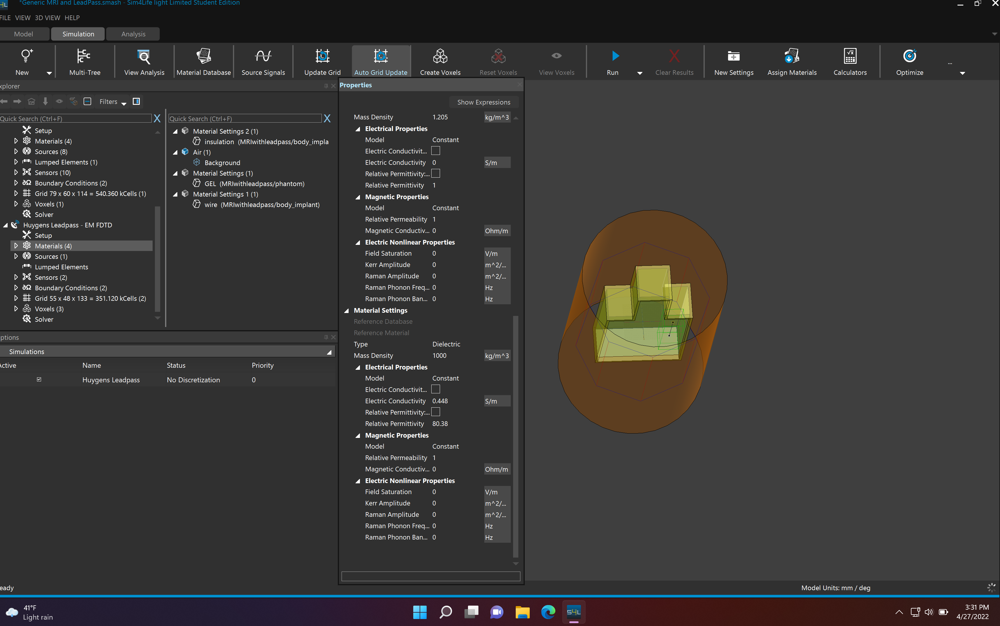 *Generic MRI and LeadPass.smash - Sim4Life light Limited Student Edition
FILE VIEW 3D VIEW HELP
Model Simulation Analysis
New Multi-Tree View Analysis Material Database Source Signals Update Grid Auto Grid Update Create Voxels Reset Voxels View Voxels Run Clear Results New Settings Assign Materials Calculators Optimize ...
xplorer
Filters
Quick Search (Ctrl+F)
Setup
Materials (4)
Sources (8)
Lumped Elements (1)
Sensors (10)
Boundary Conditions (2)
Grid 79 x 60 x 114 = 540.360 kCells (1)
Voxels (1)
Solver
Huygens Leadpass - EM FDTD
Setup
Materials (4)
Sources (1)
Lumped Elements
Sensors (2)
Boundary Conditions (2)
Grid 55 x 48 x 133 = 351.120 kCells (2)
Voxels (3)
Solver
Quick Search (Ctrl+F)
Material Settings 2 (1)
insulation (MRIwithleadpass/body_impla
Air (1)
Background
Material Settings (1)
GEL (MRIwithleadpass/phantom)
Material Settings 1 (1)
wire (MRIwithleadpass/body_implant)
ptions
Simulations
Active Name Status Priority
Huygens Leadpass No Discretization 0
Properties
Show Expressions
Mass Density 1.205 kg/m^3
Electrical Properties
Model Constant
Electric Conductivit...
Electric Conductivity 0 S/m
Relative Permittivity:...
Relative Permittivity 1
Magnetic Properties
Model Constant
Relative Permeability 1
Magnetic Conductiv... 0 Ohm/m
Electric Nonlinear Properties
Field Saturation 0 V/m
Kerr Amplitude 0 m^2/...
Raman Amplitude 0 m^2/...
Raman Phonon Freq... 0 Hz
Raman Phonon Ban... 0 Hz
Material Settings
Reference Database
Reference Material
Type Dielectric
Mass Density 1000 kg/m^3
Electrical Properties
Model Constant
Electric Conductivit...
Electric Conductivity 0.448 S/m
Relative Permittivity:...
Relative Permittivity 80.38
Magnetic Properties
Model Constant
Relative Permeability 1
Magnetic Conductiv... 0 Ohm/m
Electric Nonlinear Properties
Field Saturation 0 V/m
Kerr Amplitude 0 m^2/...
Raman Amplitude 0 m^2/...
Raman Phonon Freq... 0 Hz
Raman Phonon Ban... 0 Hz
eady
Model Units: mm / deg
41°F
Light rain
S4L
3:31 PM
4/27/2022